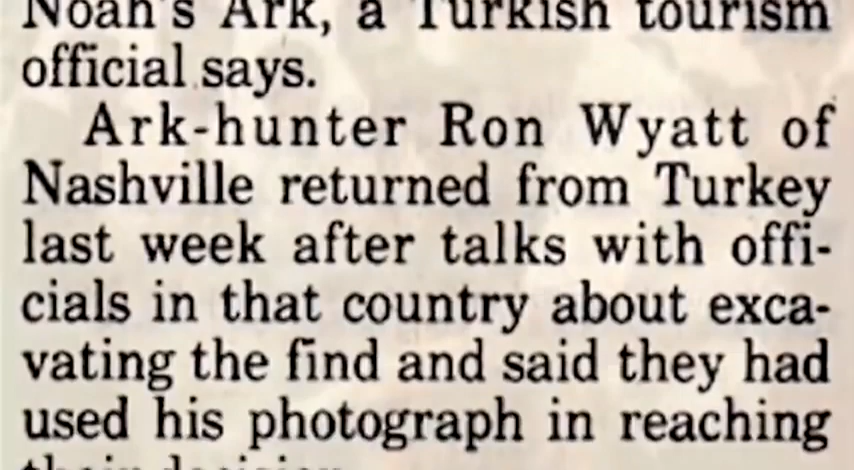 Noah's Ark, a Turkish tourism
official says.
Ark-hunter Ron Wyatt of
Nashville returned from Turkey
last week after talks with offi-
cials in that country about exca-
vating the find and said they had
used his photograph in reaching
their decision